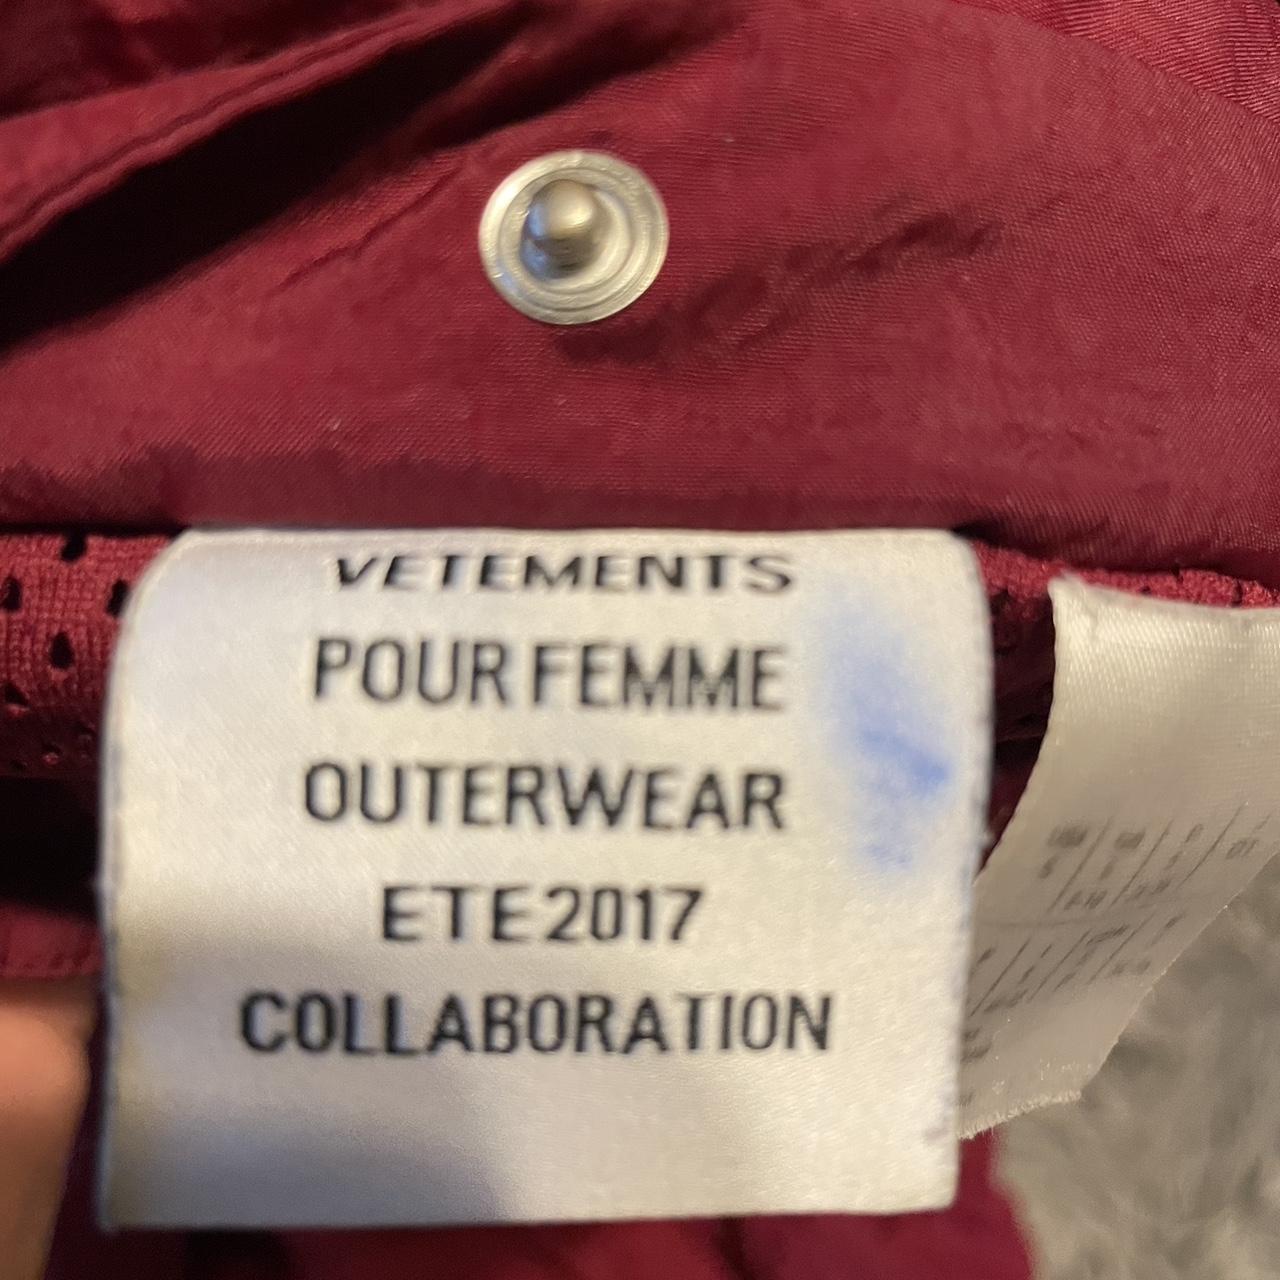 VETEMENTS
POUR FEMME
OUTERWEAR
ETE 2017
COLLABORATION